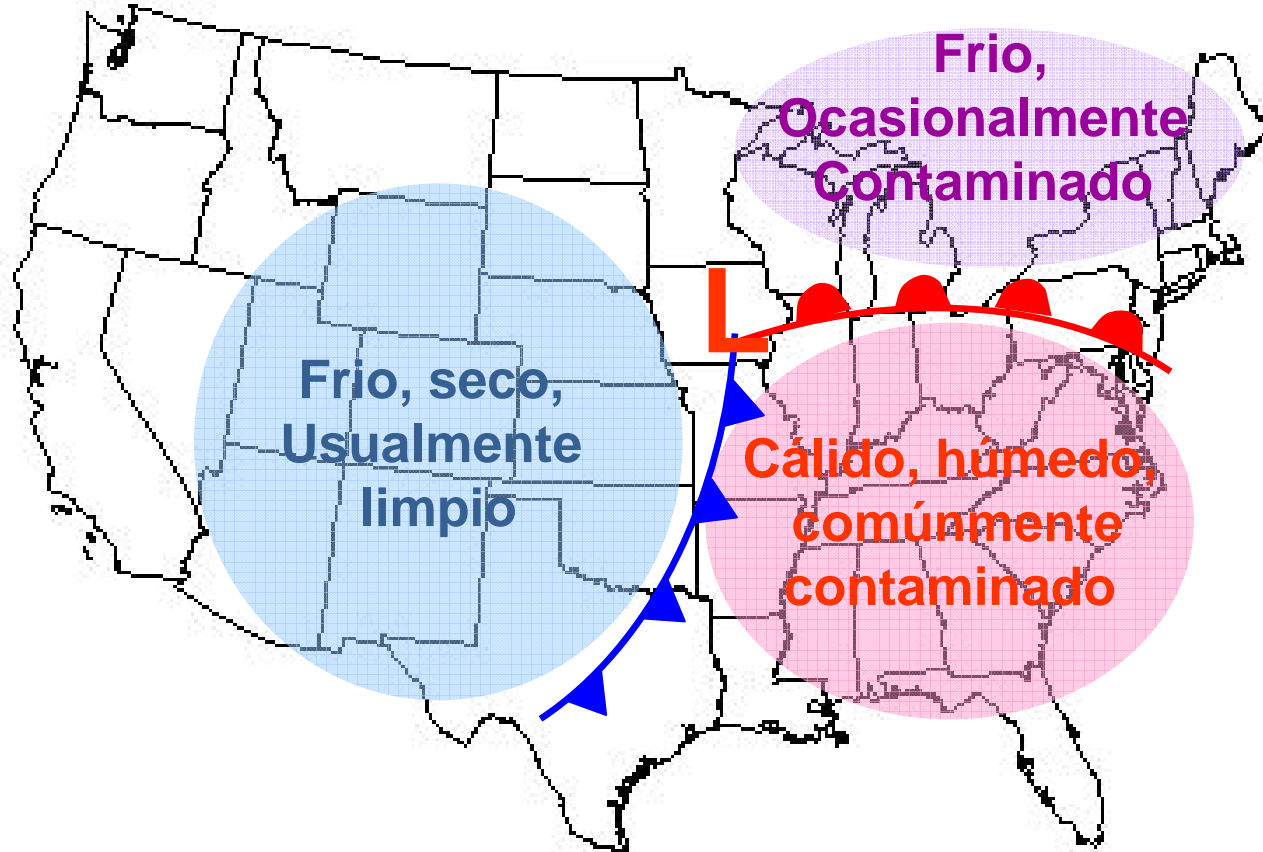 Frio,
Ocasionalmente
Contaminado
L
Frio, seco,
Usualmente
limpio
Cálido, húmedo,
comúnmente
contaminado